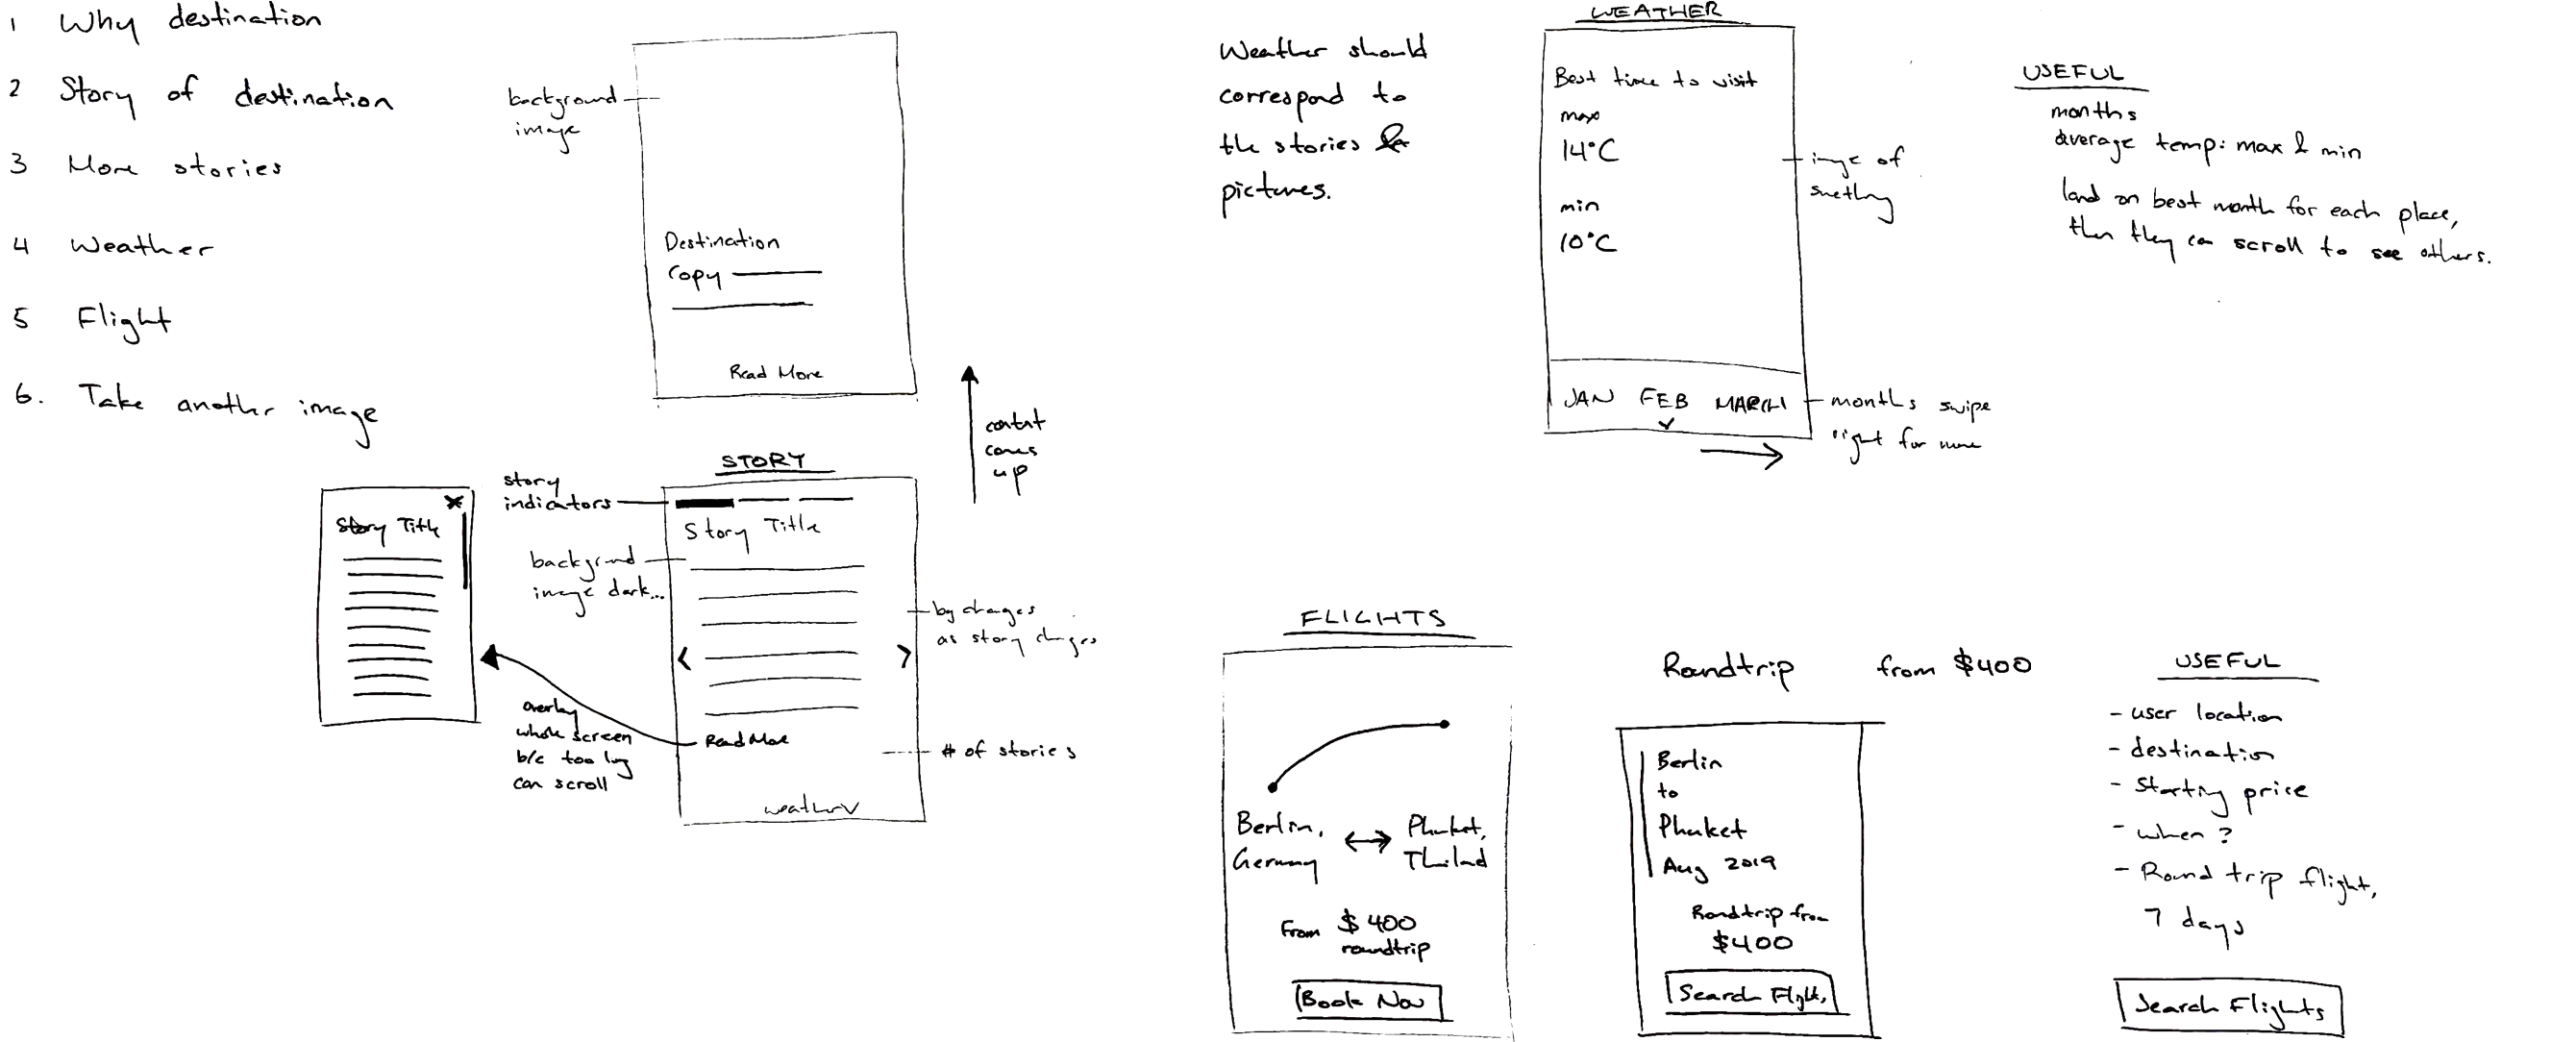 1 Why destination
2 Story of destination
3 More stories
4 Weather
5 Flight
6. Take another image
background
image
Destination
Copy
Read More
content
comes
up
STORY
story
indicators
Story Title
background
image dark...
bg changes
as story changes
Read More
# of stories
weather
Story Title
overlay
whole screen
b/c too long
can scroll
Weather should
correspond to
the stories &
pictures.
WEATHER
Best time to visit
max
14°C
min
10°C
JAN FEB MARCH
image of
something
months swipe
right for more
USEFUL
months
average temp: max & min
land on best month for each place,
then they can scroll to see others.
FLIGHTS
Berlin,
Germany
Phuket,
Thailand
From $400
roundtrip
Book Now
Roundtrip from $400
Berlin
to
Phuket
Aug 2019
Roundtrip from
$400
Search Flights
USEFUL
- user location
- destination
- Starting price
- when?
- Round trip flight,
7 days
Search Flights